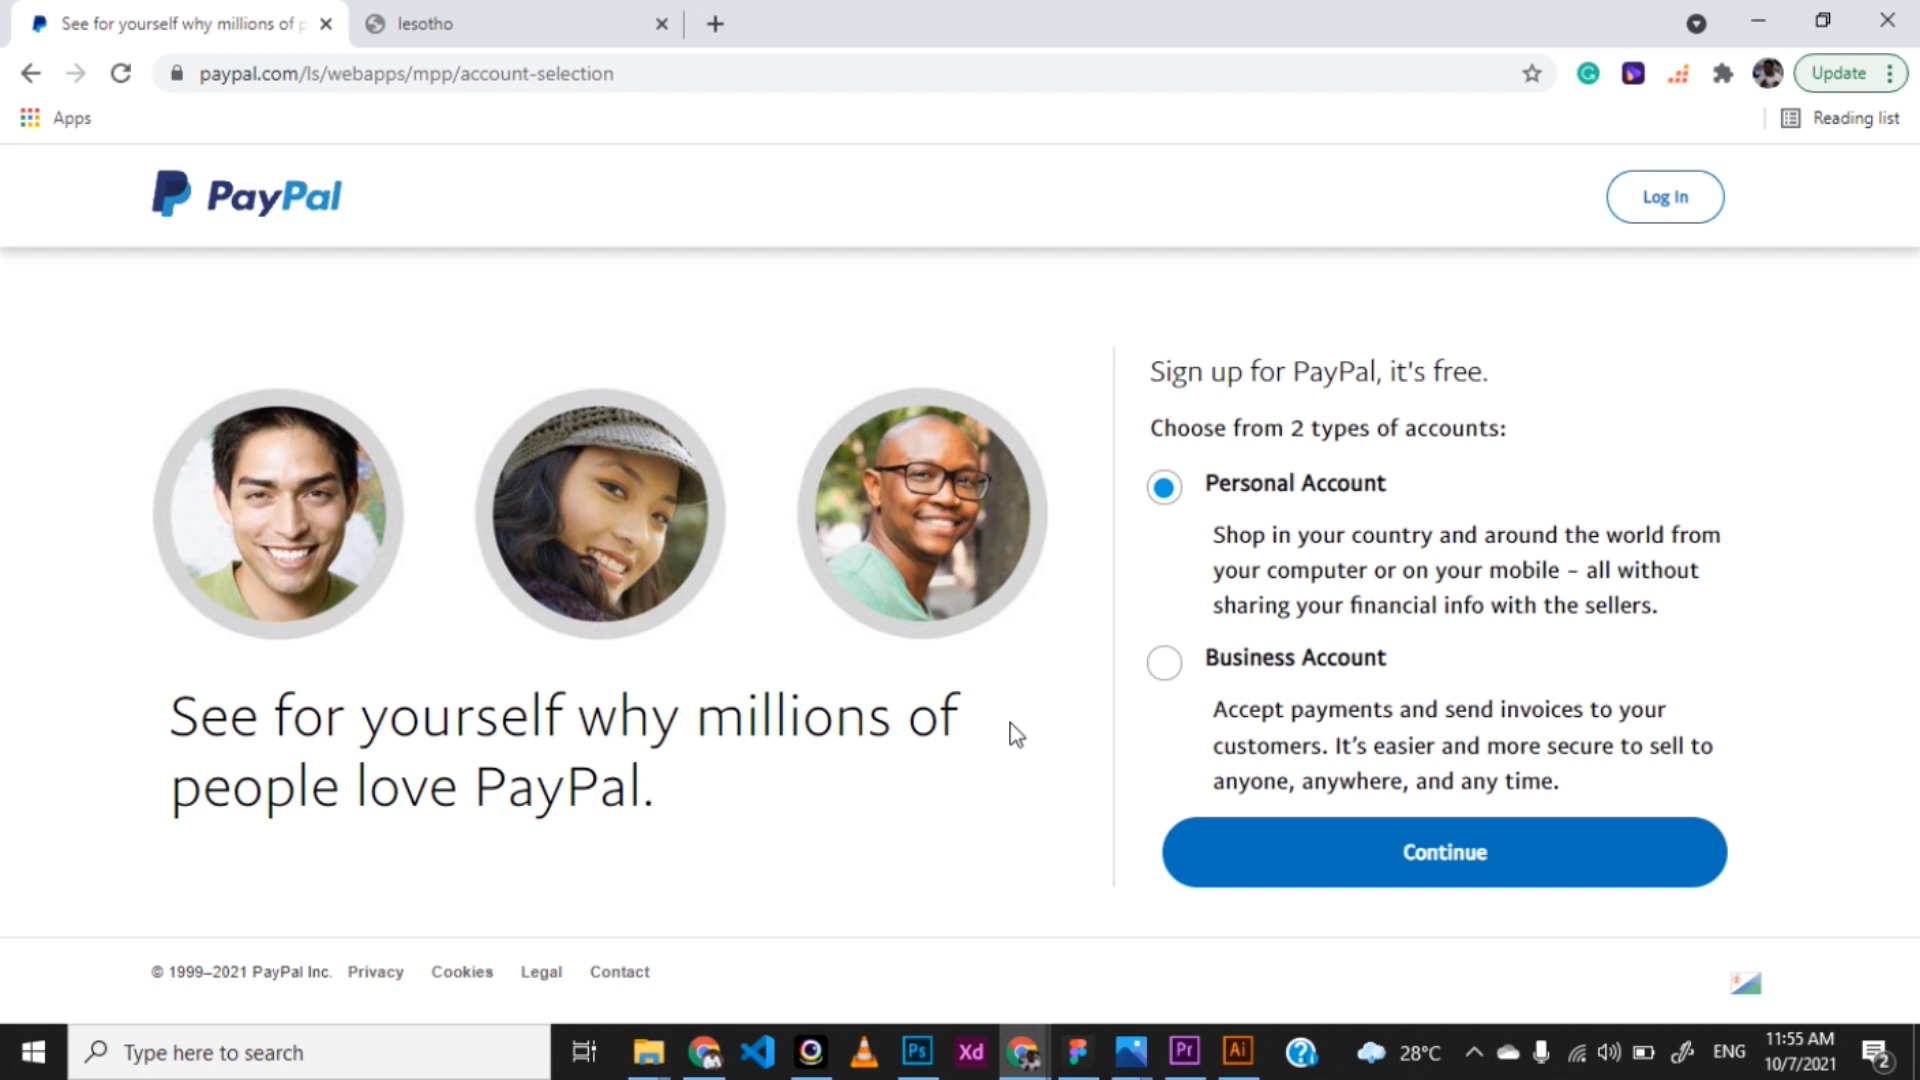 See for yourself why millions of p
lesotho
paypal.com/ls/webapps/mpp/account-selection
Update
Apps
Reading list
PayPal
Log In
Sign up for PayPal, it's free.
Choose from 2 types of accounts:
Personal Account
Shop in your country and around the world from
your computer or on your mobile – all without
sharing your financial info with the sellers.
Business Account
Accept payments and send invoices to your
customers. It’s easier and more secure to sell to
anyone, anywhere, and any time.
Continue
See for yourself why millions of
people love PayPal.
© 1999–2021 PayPal Inc. Privacy Cookies Legal Contact
Type here to search
Ps
Xd
Pr
Ai
28°C
ENG
11:55 AM
10/7/2021
2